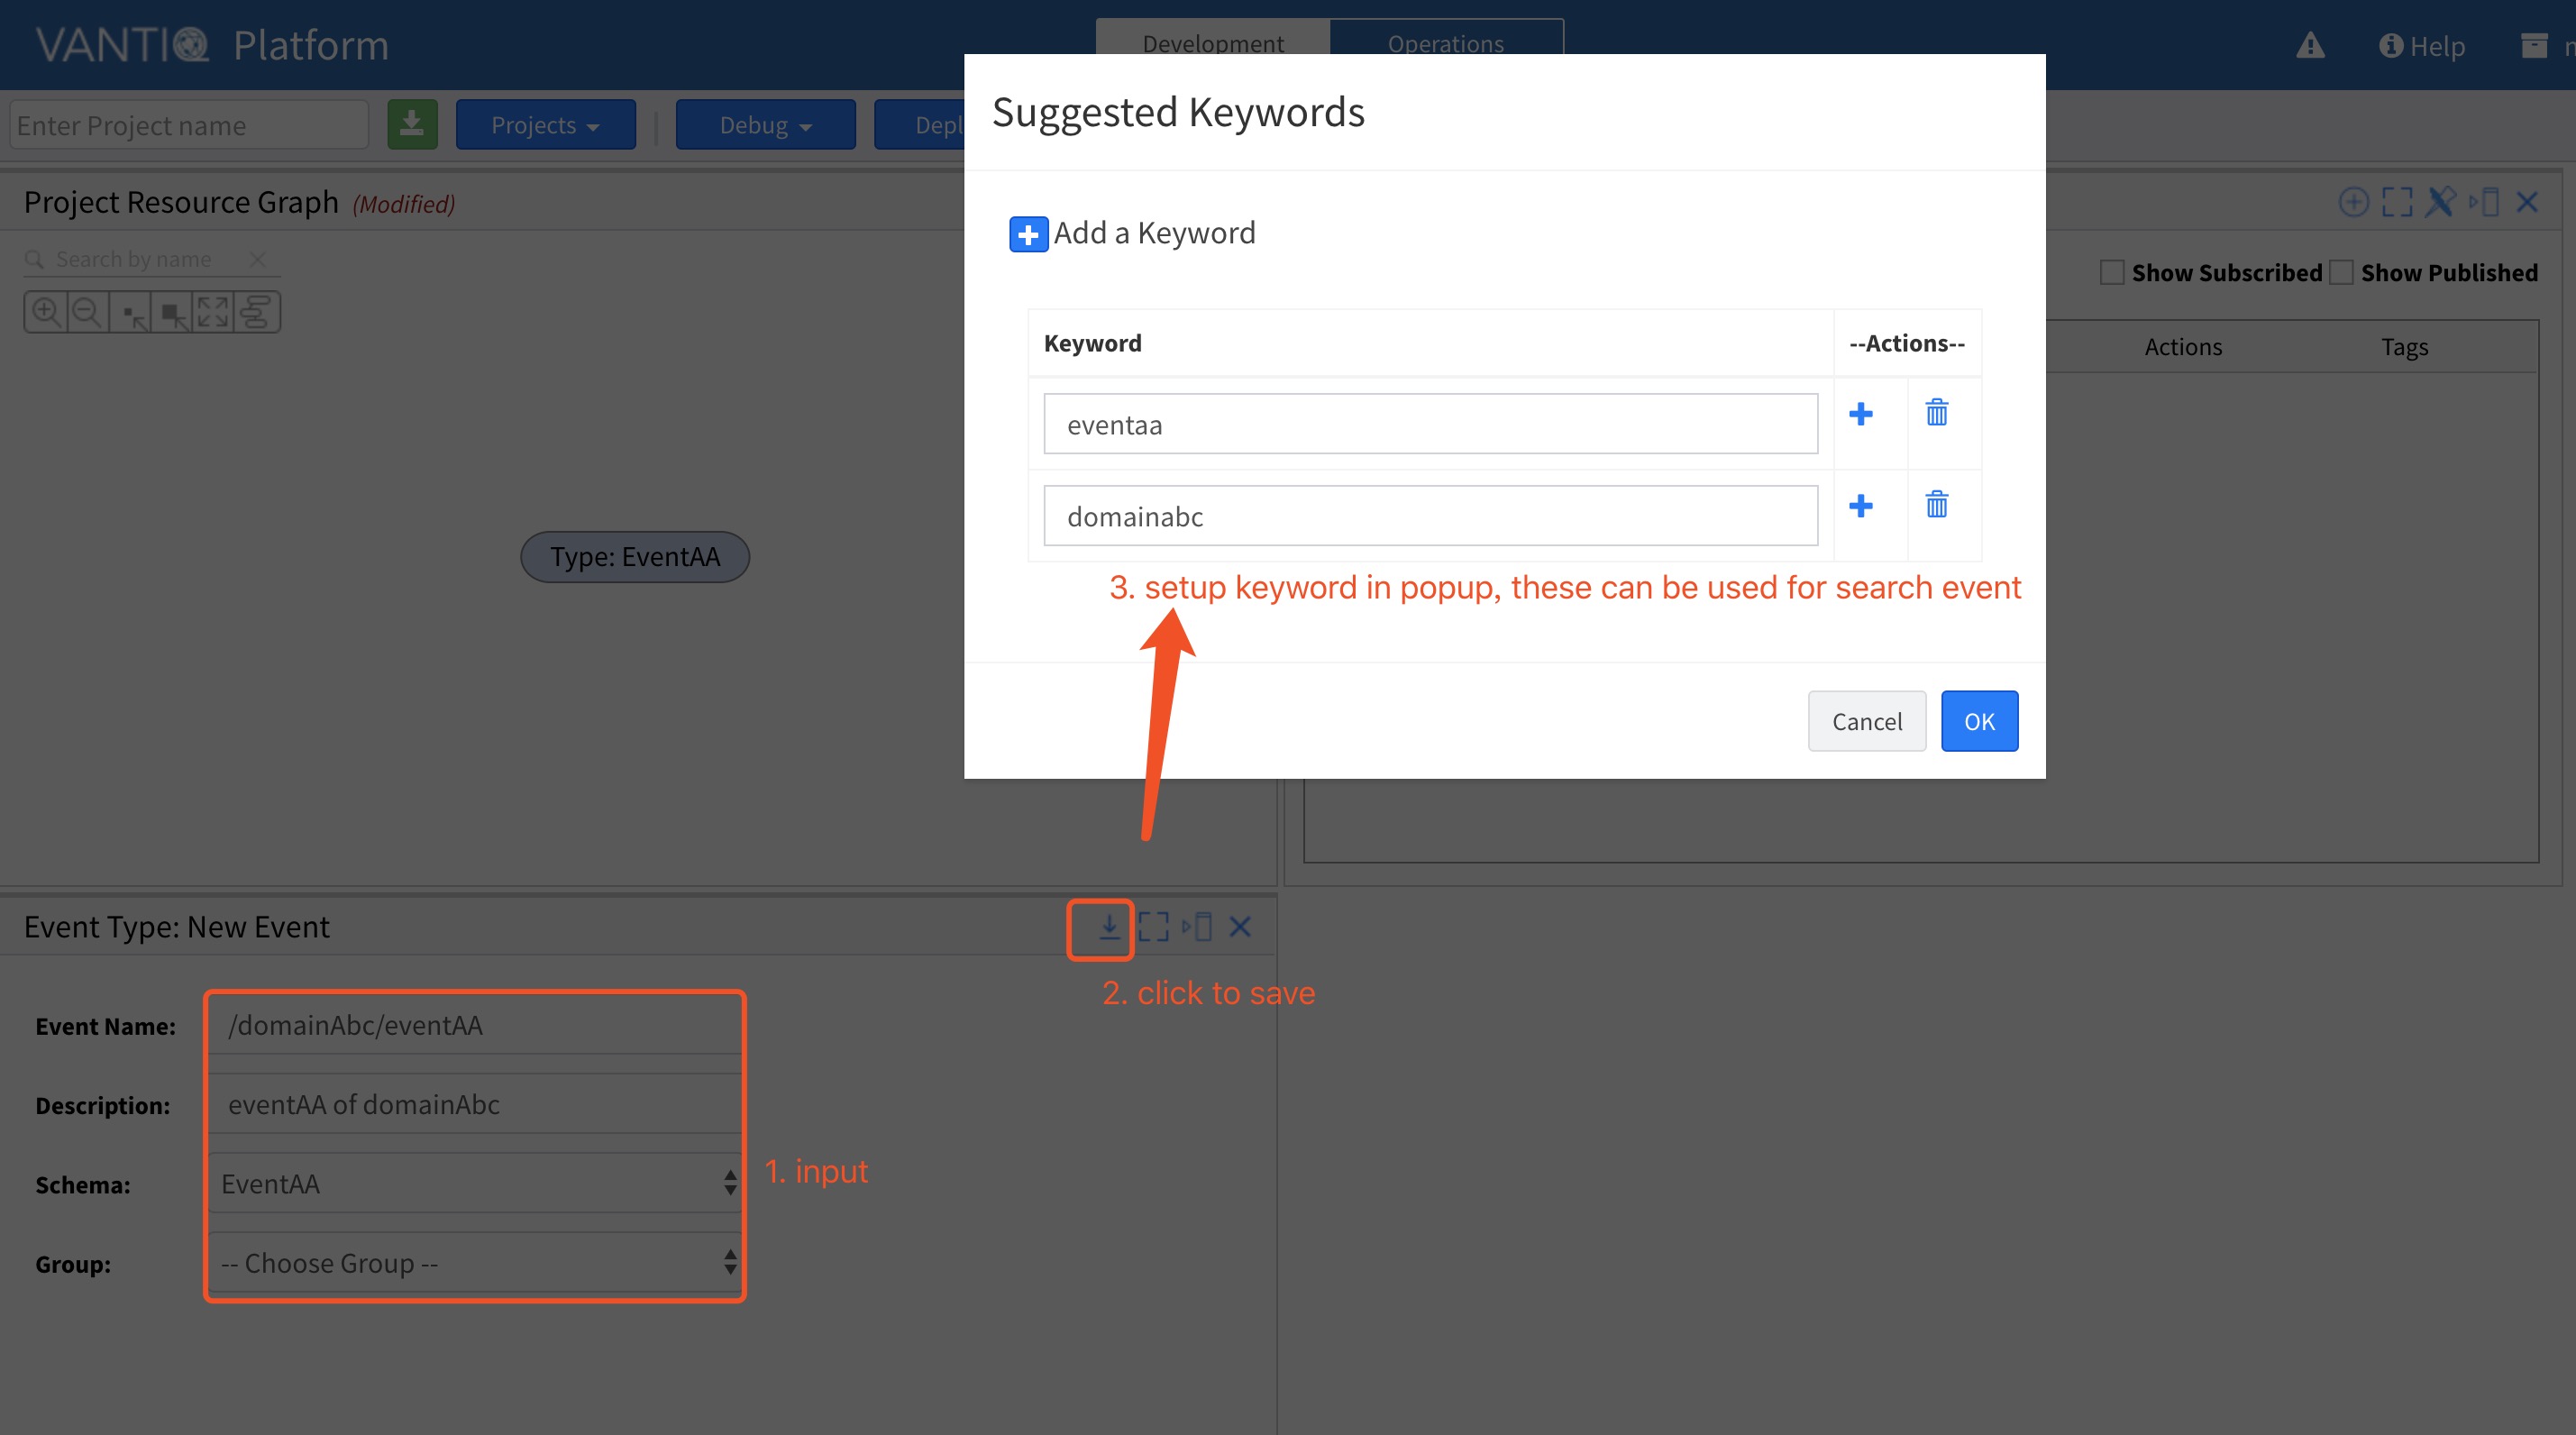 VANTIQ Platform
Development Operations
Help
Enter Project name Projects Debug Depl
Project Resource Graph (Modified)
Search by name
Type: EventAA
Show Subscribed Show Published
Actions Tags
Suggested Keywords
Add a Keyword
Keyword --Actions--
eventaa
domainabc
3. setup keyword in popup, these can be used for search event
Cancel OK
Event Type: New Event
2. click to save
Event Name: /domainAbc/eventAA
Description: eventAA of domainAbc
Schema: EventAA
1. input
Group: -- Choose Group --